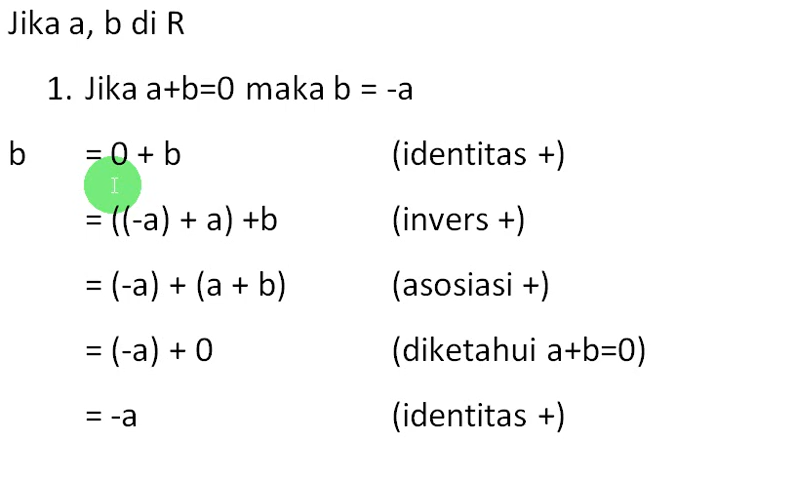 Jika a, b di R
1. Jika a+b=0 maka b = -a
b = 0 + b (identitas +)
= ((-a) + a) +b (invers +)
= (-a) + (a + b) (asosiasi +)
= (-a) + 0 (diketahui a+b=0)
= -a (identitas +)